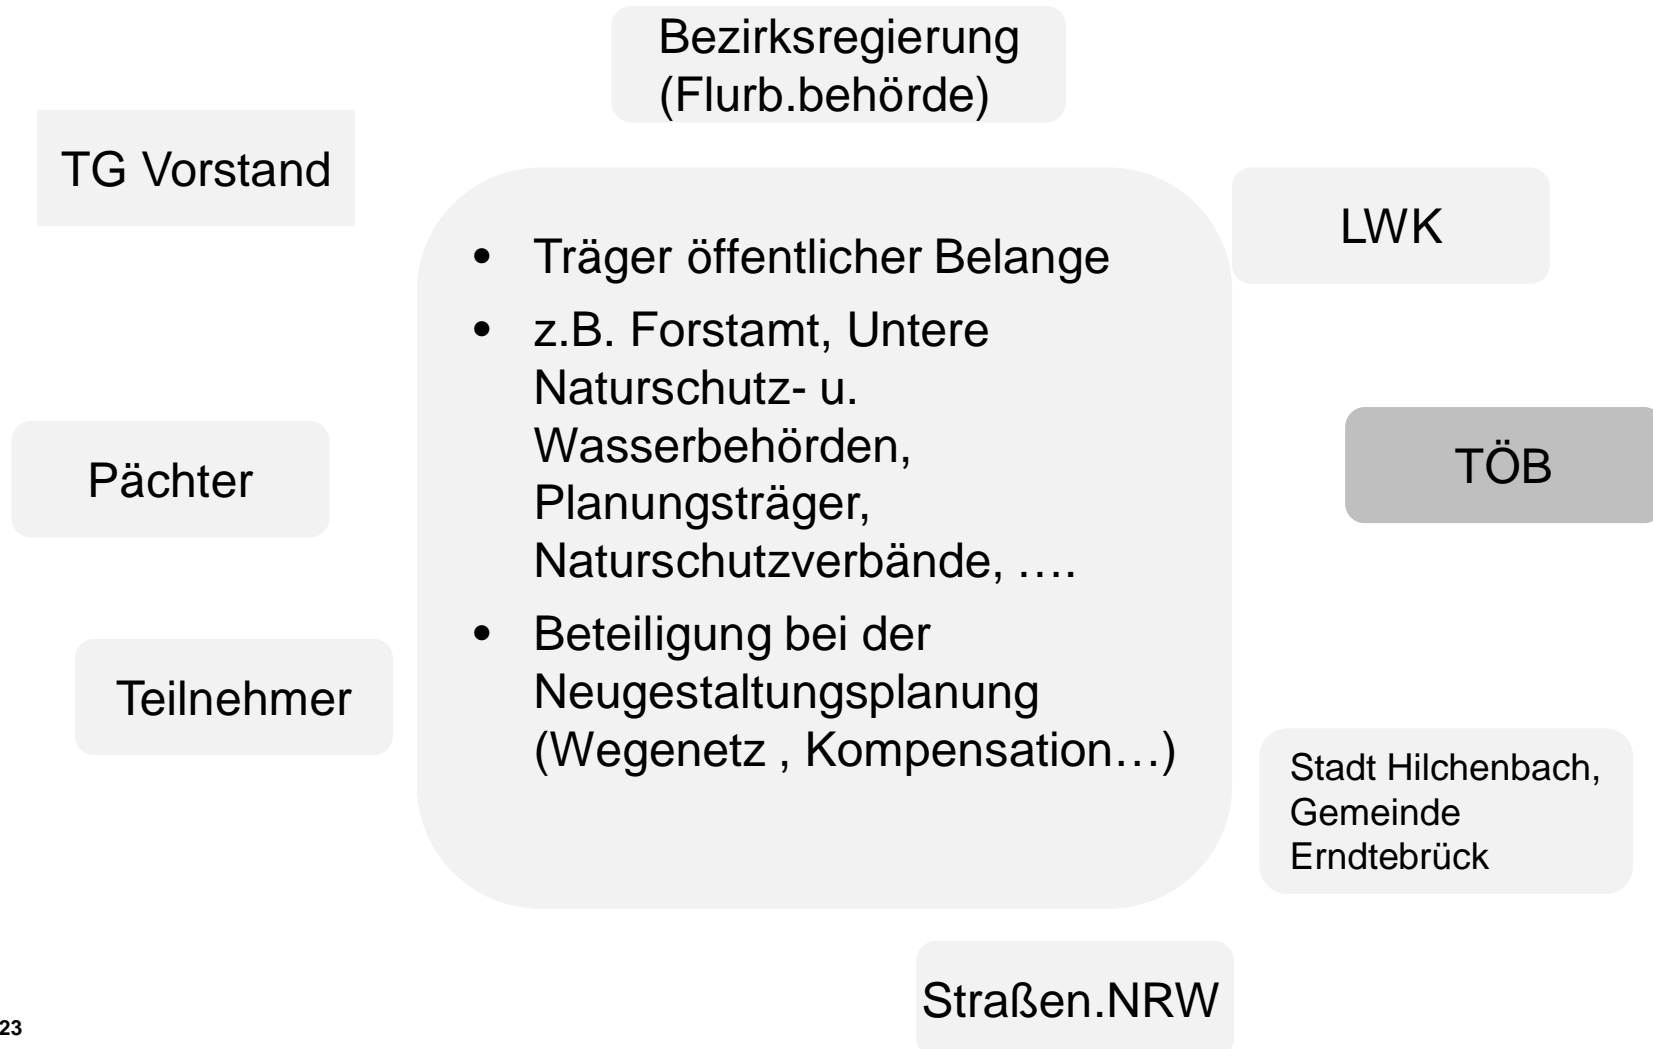 Bezirksregierung
(Flurb.behörde)
TG Vorstand
LWK
• Träger öffentlicher Belange
• z.B. Forstamt, Untere
Naturschutz- u.
Wasserbehörden,
Planungsträger,
Naturschutzverbände, ….
• Beteiligung bei der
Neugestaltungsplanung
(Wegenetz , Kompensation…)
Pächter
TÖB
Teilnehmer
Stadt Hilchenbach,
Gemeinde
Erndtebrück
Straßen.NRW
23